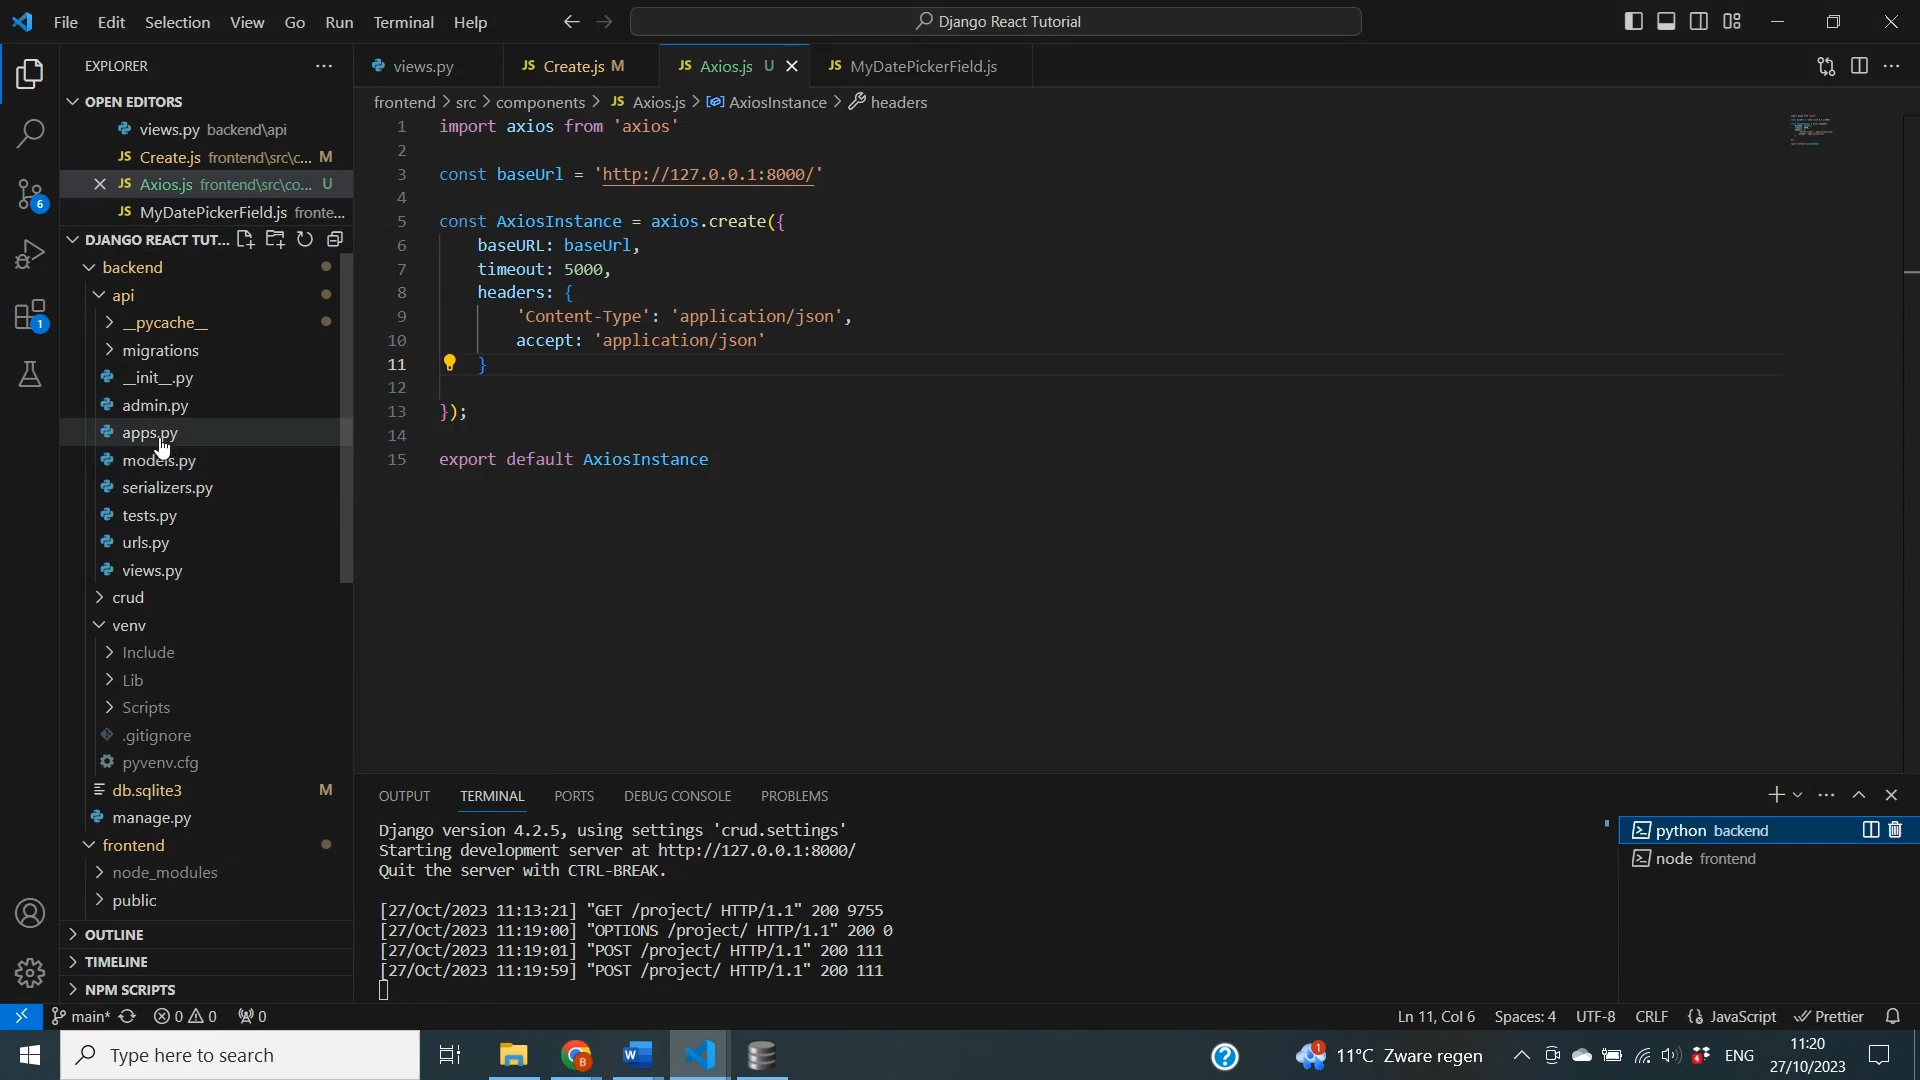 File Edit Selection View Go Run Terminal Help
Django React Tutorial
EXPLORER
OPEN EDITORS
views.py backend\api
JS Create.js frontend\src\c... M
JS Axios.js frontend\src\co... U
JS MyDatePickerField.js fronte...
DJANGO REACT TUT...
backend
api
__pycache__
migrations
__init__.py
admin.py
apps.py
models.py
serializers.py
tests.py
urls.py
views.py
crud
venv
Include
Lib
Scripts
.gitignore
pyvenv.cfg
db.sqlite3 M
manage.py
frontend
node_modules
public
OUTLINE
TIMELINE
NPM SCRIPTS
6
1
views.py
JS Create.js M
JS Axios.js U
JS MyDatePickerField.js
frontend > src > components > JS Axios.js > AxiosInstance > headers
1 import axios from 'axios'
2
3 const baseUrl = 'http://127.0.0.1:8000/'
4
5 const AxiosInstance = axios.create({
6 baseURL: baseUrl,
7 timeout: 5000,
8 headers: {
9 'Content-Type': 'application/json',
10 accept: 'application/json'
11 }
12
13 });
14
15 export default AxiosInstance
OUTPUT TERMINAL PORTS DEBUG CONSOLE PROBLEMS
Django version 4.2.5, using settings 'crud.settings'
Starting development server at http://127.0.0.1:8000/
Quit the server with CTRL-BREAK.
[27/Oct/2023 11:13:21] "GET /project/ HTTP/1.1" 200 9755
[27/Oct/2023 11:19:00] "OPTIONS /project/ HTTP/1.1" 200 0
[27/Oct/2023 11:19:01] "POST /project/ HTTP/1.1" 200 111
[27/Oct/2023 11:19:59] "POST /project/ HTTP/1.1" 200 111
python backend
node frontend
main* 0 0 0
Ln 11, Col 6 Spaces: 4 UTF-8 CRLF {} JavaScript Prettier
Type here to search
11°C Zware regen
ENG
11:20
27/10/2023